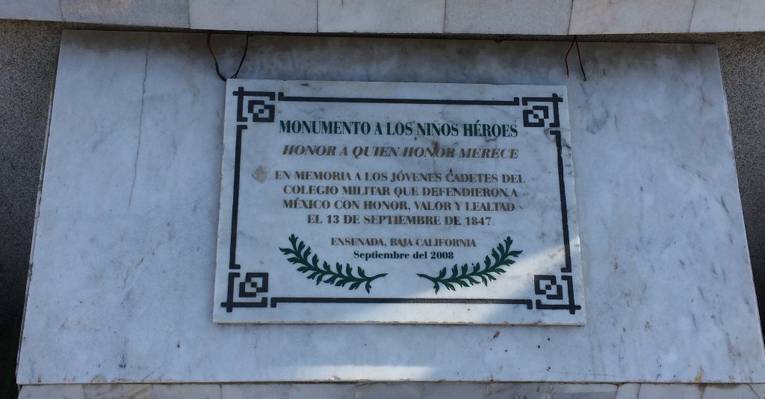 MONUMENTO A LOS NIÑOS HÉROES
HONOR A QUIEN HONOR MERECE
EN MEMORIA A LOS JÓVENES CADETES DEL
COLEGIO MILITAR QUE DEFENDIERON A
MÉXICO CON HONOR, VALOR Y LEALTAD
EL 13 DE SEPTIEMBRE DE 1847
ENSENADA, BAJA CALIFORNIA
Septiembre del 2008